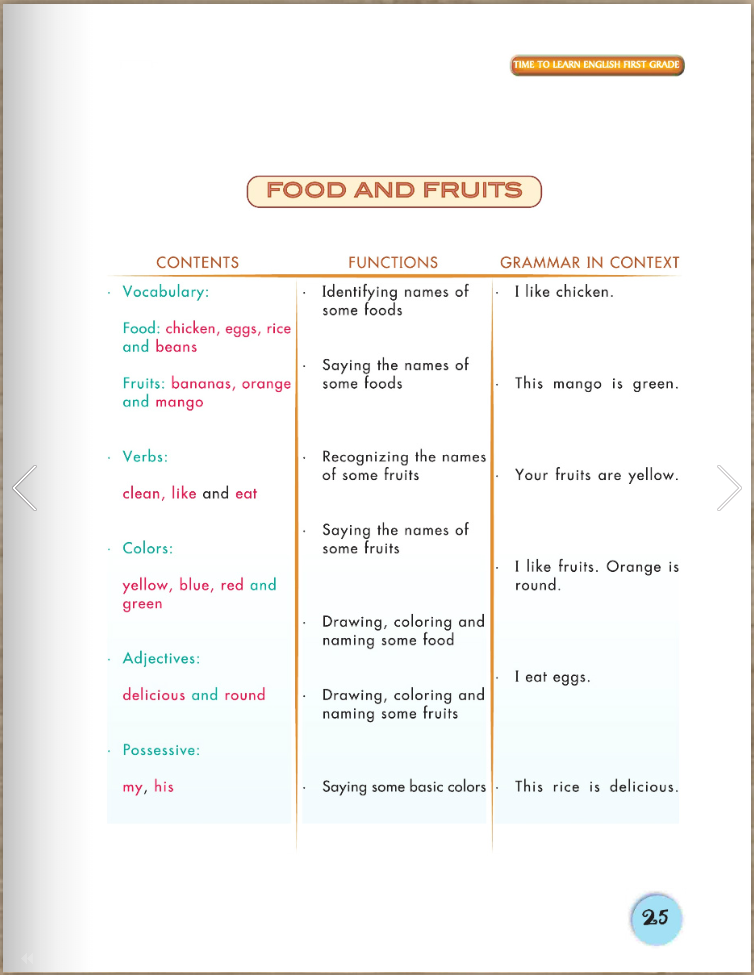 TIME TO LEARN ENGLISH FIRST GRADE
FOOD AND FRUITS
CONTENTS
· Vocabulary:
Food: chicken, eggs, rice
and beans
Fruits: bananas, orange
and mango
· Verbs:
clean, like and eat
· Colors:
yellow, blue, red and
green
· Adjectives:
delicious and round
· Possessive:
my, his
FUNCTIONS
· Identifying names of
some foods
· Saying the names of
some foods
· Recognizing the names
of some fruits
· Saying the names of
some fruits
· Drawing, coloring and
naming some food
· Drawing, coloring and
naming some fruits
· Saying some basic colors
GRAMMAR IN CONTEXT
· I like chicken.
· This mango is green.
· Your fruits are yellow.
· I like fruits. Orange is
round.
· I eat eggs.
· This rice is delicious.
25